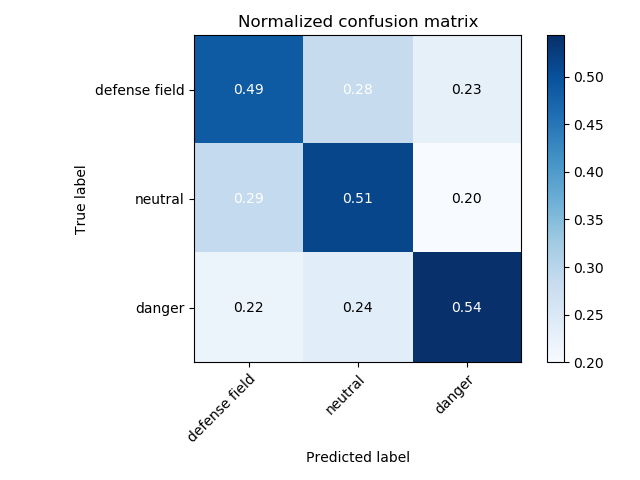 Normalized confusion matrix
True label
defense field
0.49
0.28
0.23
neutral
0.29
0.51
0.20
danger
0.22
0.24
0.54
defense field
neutral
danger
Predicted label
0.50
0.45
0.40
0.35
0.30
0.25
0.20